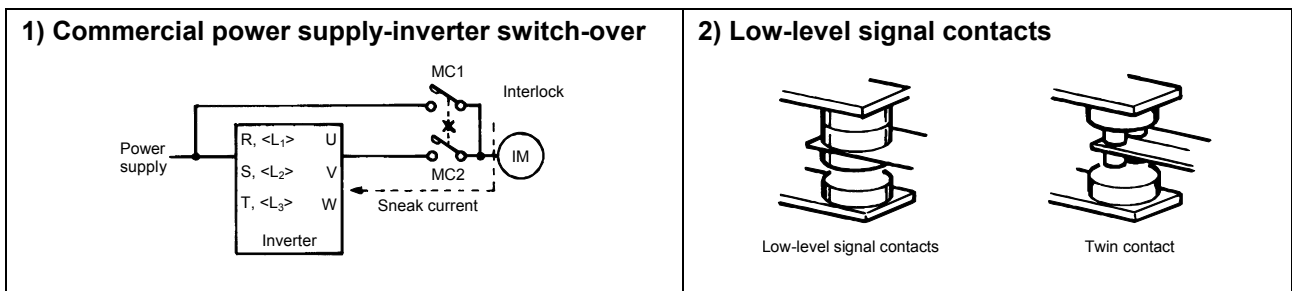 1) Commercial power supply-inverter switch-over
MC1
Interlock
Power
supply
R, <L₁> U
S, <L₂> V
T, <L₃> W
Inverter
MC2
IM
Sneak current
2) Low-level signal contacts
Low-level signal contacts
Twin contact